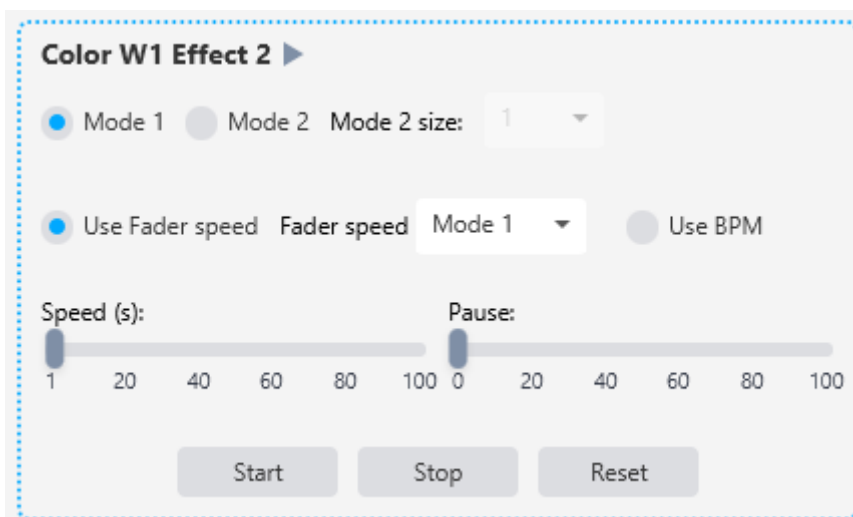 Color W1 Effect 2
Mode 1 Mode 2 Mode 2 size: 1
Use Fader speed Fader speed Mode 1 Use BPM
Speed (s): Pause:
1 20 40 60 80 100 0 20 40 60 80 100
Start Stop Reset